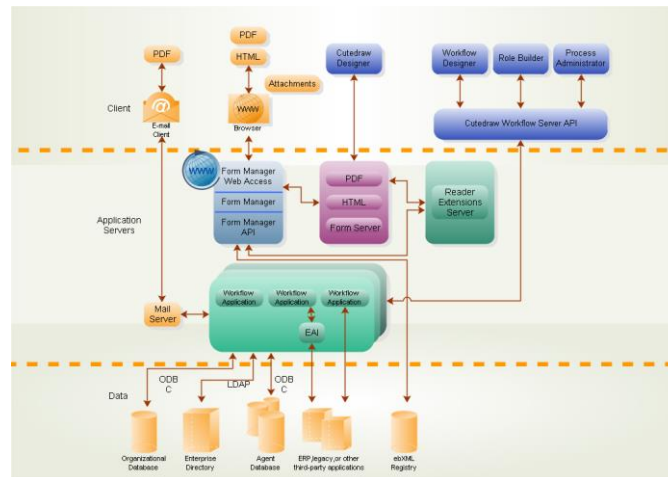 PDF
HTML
Attachments
PDF
Cutedraw
Designer
Workflow
Designer
Role Builder
Process
Administrator
Client
@
E-mail
Client
WWW
Browser
Cutedraw Workflow Server API
WWW
Form Manager
Web Access
Form Manager
Form Manager
API
PDF
HTML
Form Server
Reader
Extensions
Server
Application
Servers
Workflow
Application
Workflow
Application
Workflow
Application
EAI
Mail
Server
Data
ODB
C
LDAP
ODB
C
Organizational
Database
Enterprise
Directory
Agent
Database
ERP,legacy,or other
third-party applications
ebXML
Registry